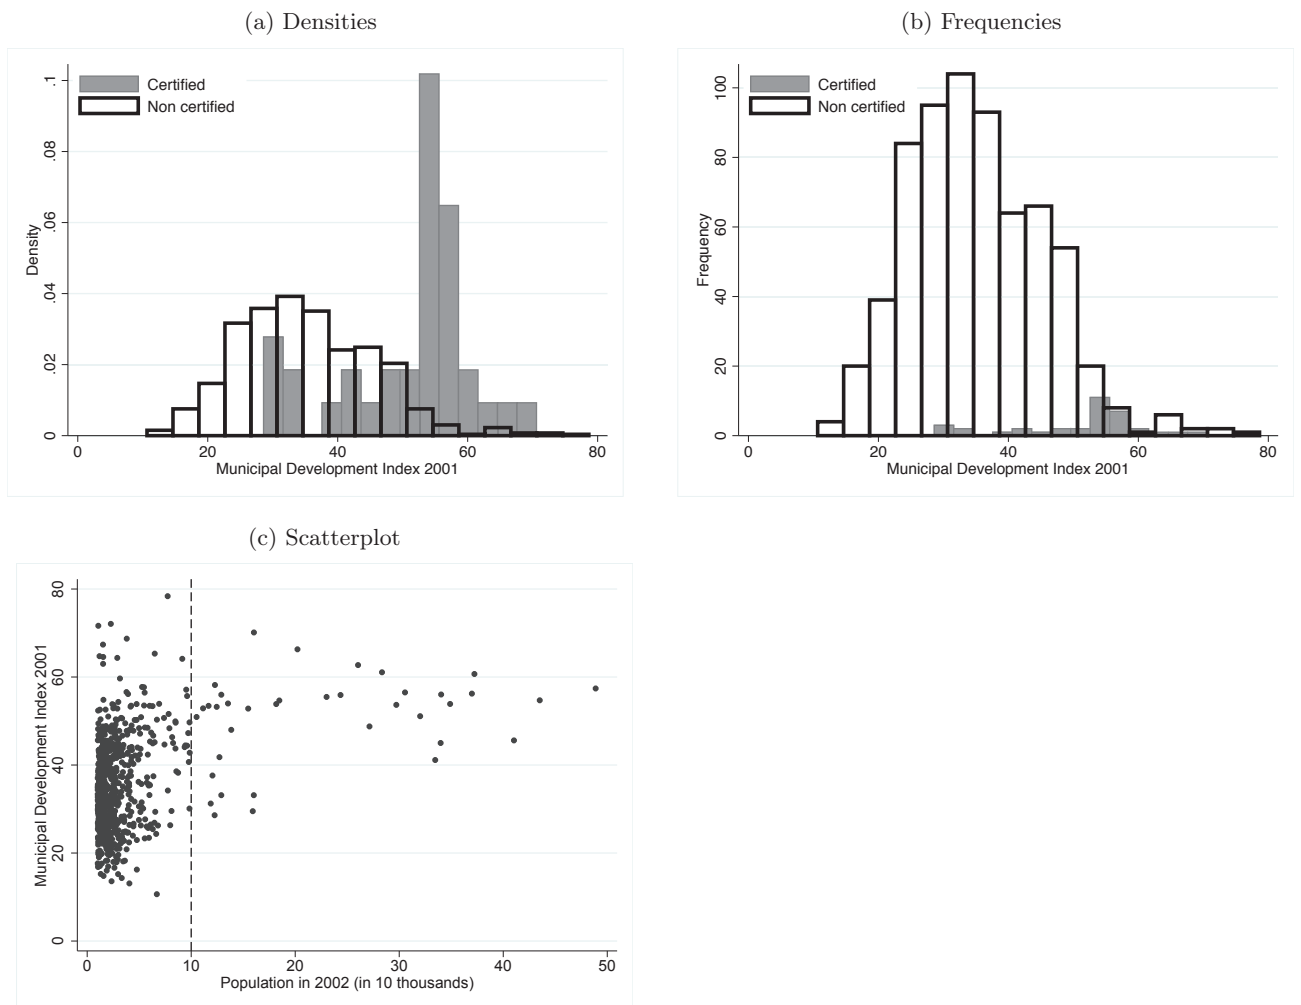 (a) Densities
Certified
Non certified
Density
0
.02
.04
.06
.08
.1
0 20 40 60 80
Municipal Development Index 2001
(b) Frequencies
Certified
Non certified
Frequency
0
20
40
60
80
100
0 20 40 60 80
Municipal Development Index 2001
(c) Scatterplot
Municipal Development Index 2001
0
20
40
60
80
0 10 20 30 40 50
Population in 2002 (in 10 thousands)